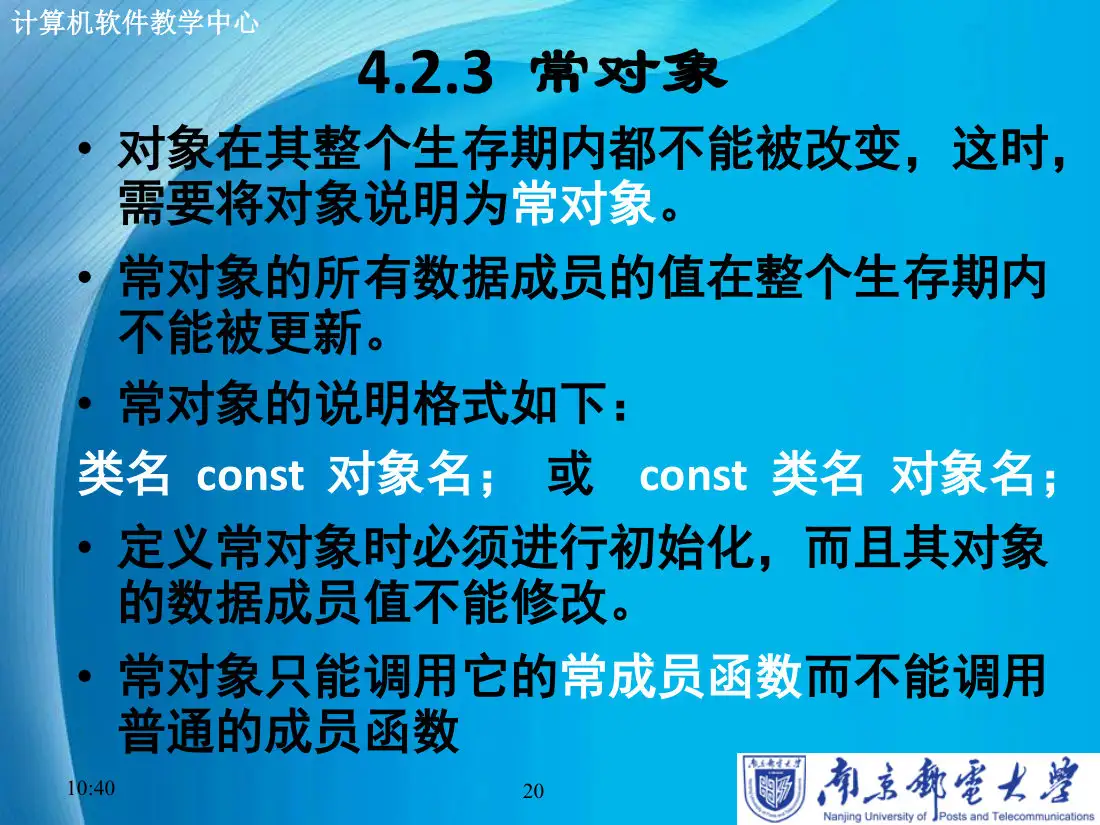 计算机软件教学中心
4.2.3 常对象
• 对象在其整个生存期内都不能被改变，这时，
需要将对象说明为常对象。
• 常对象的所有数据成员的值在整个生存期内
不能被更新。
• 常对象的说明格式如下：
类名 const 对象名； 或 const 类名 对象名；
• 定义常对象时必须进行初始化，而且其对象
的数据成员值不能修改。
• 常对象只能调用它的常成员函数而不能调用
普通的成员函数
10:40
20
南京郵電大学
Nanjing University of Posts and Telecommunications